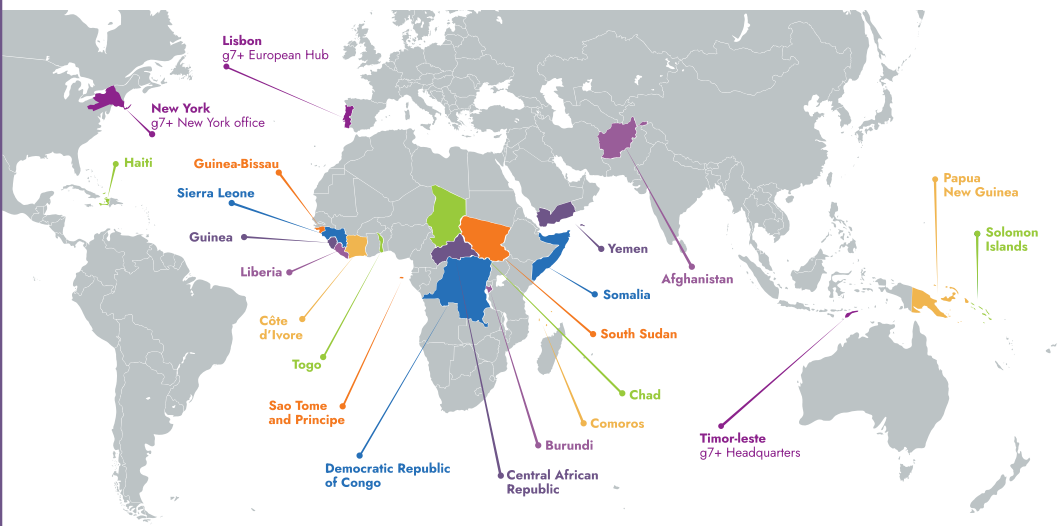 Lisbon
g7+ European Hub
New York
g7+ New York office
Haiti
Guinea-Bissau
Sierra Leone
Guinea
Liberia
Côte
d'Ivore
Togo
Sao Tome
and Principe
Democratic Republic
of Congo
Central African
Republic
Burundi
Comoros
Chad
South Sudan
Somalia
Yemen
Afghanistan
Papua
New Guinea
Solomon
Islands
Timor-leste
g7+ Headquarters